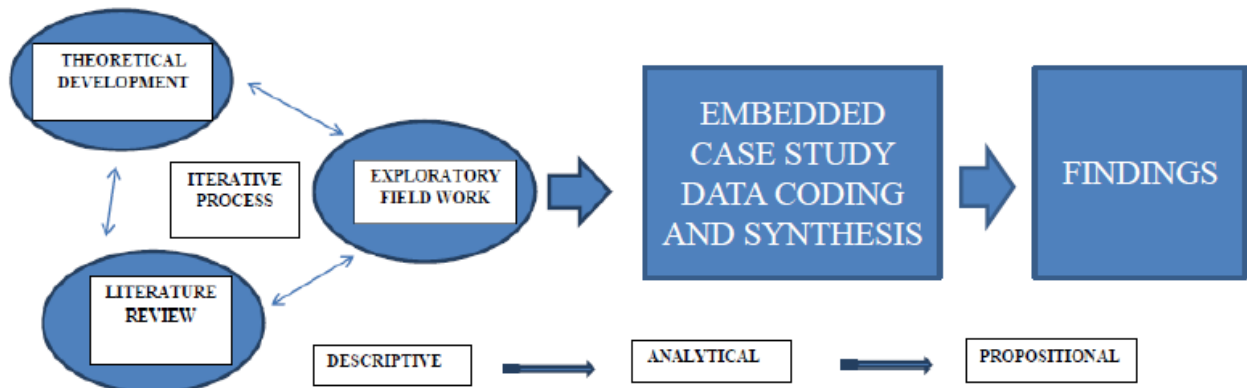 THEORETICAL
DEVELOPMENT
ITERATIVE
PROCESS
EXPLORATORY
FIELD WORK
LITERATURE
REVIEW
EMBEDDED
CASE STUDY
DATA CODING
AND SYNTHESIS
FINDINGS
DESCRIPTIVE
ANALYTICAL
PROPOSITIONAL